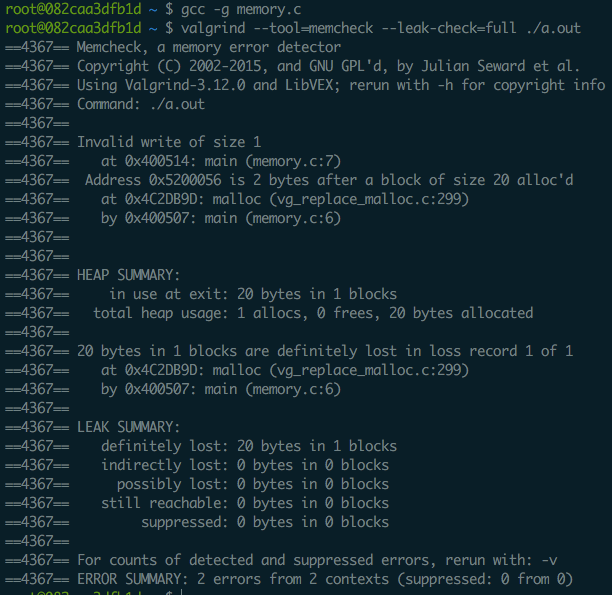 root@082caa3dfb1d ~ $ gcc -g memory.c
root@082caa3dfb1d ~ $ valgrind --tool=memcheck --leak-check=full ./a.out
==4367== Memcheck, a memory error detector
==4367== Copyright (C) 2002-2015, and GNU GPL'd, by Julian Seward et al.
==4367== Using Valgrind-3.12.0 and LibVEX; rerun with -h for copyright info
==4367== Command: ./a.out
==4367==
==4367== Invalid write of size 1
==4367==    at 0x400514: main (memory.c:7)
==4367==  Address 0x5200056 is 2 bytes after a block of size 20 alloc'd
==4367==    at 0x4C2DB9D: malloc (vg_replace_malloc.c:299)
==4367==    by 0x400507: main (memory.c:6)
==4367==
==4367==
==4367== HEAP SUMMARY:
==4367==     in use at exit: 20 bytes in 1 blocks
==4367==   total heap usage: 1 allocs, 0 frees, 20 bytes allocated
==4367==
==4367== 20 bytes in 1 blocks are definitely lost in loss record 1 of 1
==4367==    at 0x4C2DB9D: malloc (vg_replace_malloc.c:299)
==4367==    by 0x400507: main (memory.c:6)
==4367==
==4367== LEAK SUMMARY:
==4367==    definitely lost: 20 bytes in 1 blocks
==4367==    indirectly lost: 0 bytes in 0 blocks
==4367==      possibly lost: 0 bytes in 0 blocks
==4367==    still reachable: 0 bytes in 0 blocks
==4367==         suppressed: 0 bytes in 0 blocks
==4367==
==4367== For counts of detected and suppressed errors, rerun with: -v
==4367== ERROR SUMMARY: 2 errors from 2 contexts (suppressed: 0 from 0)
root@082caa3dfb1d ~ $